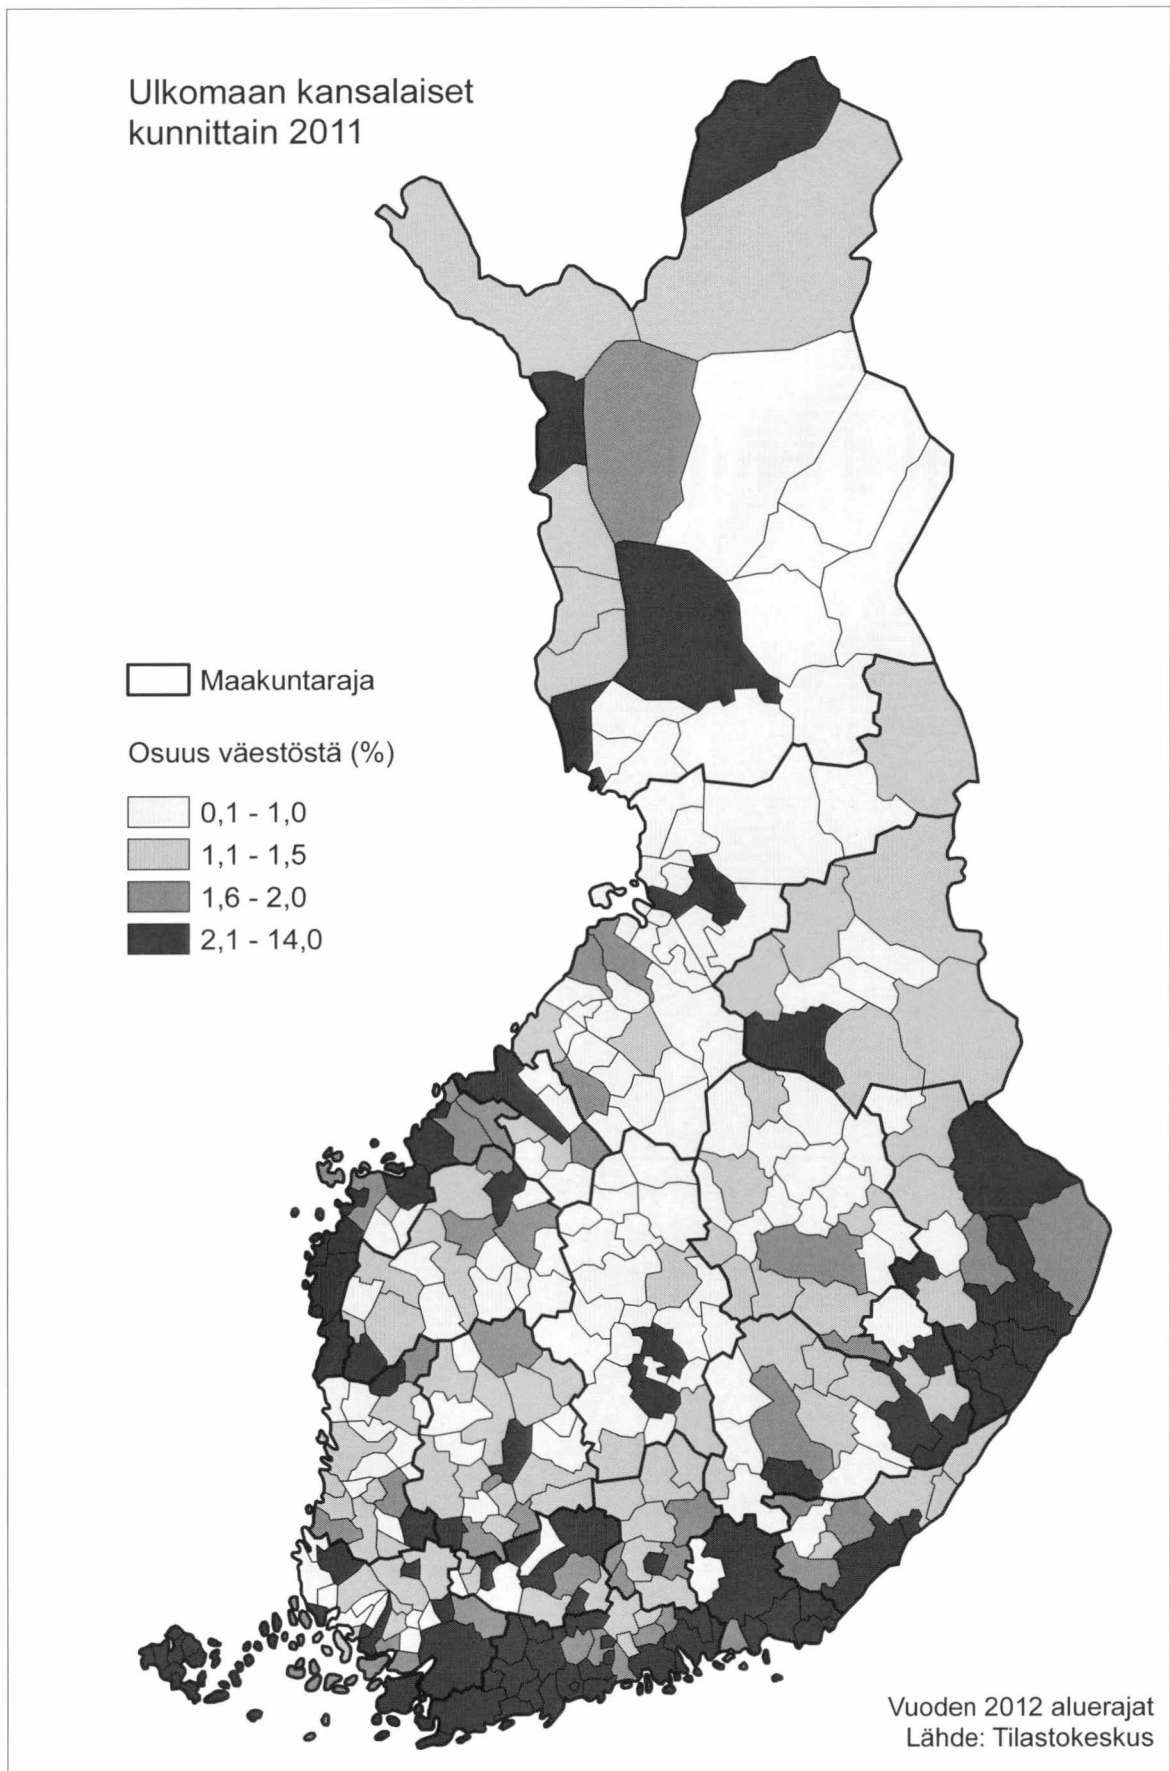 Ulkomaan kansalaiset
kunnittain 2011
Maakuntaraja
Osuus väestöstä (%)
0,1 - 1,0
1,1 - 1,5
1,6 - 2,0
2,1 - 14,0
Vuoden 2012 aluerajat
Lähde: Tilastokeskus